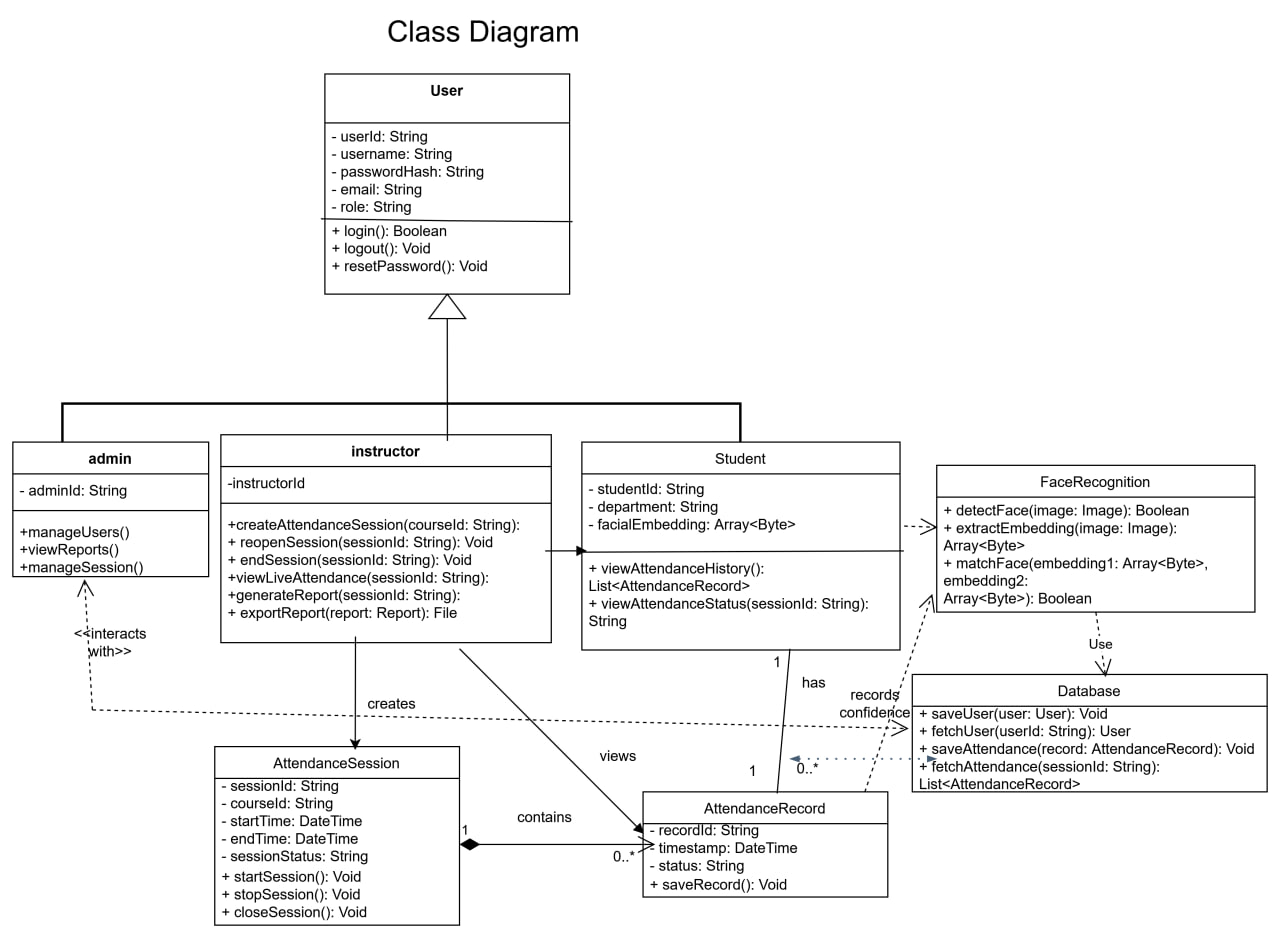 Class Diagram
User
- userId: String
- username: String
- passwordHash: String
- email: String
- role: String
+ login(): Boolean
+ logout(): Void
+ resetPassword(): Void
admin
- adminId: String
+manageUsers()
+viewReports()
+manageSession()
instructor
-instructorId
+createAttendanceSession(courseId: String):
+ reopenSession(sessionId: String): Void
+ endSession(sessionId: String): Void
+viewLiveAttendance(sessionId: String):
+generateReport(sessionId: String):
+ exportReport(report: Report): File
Student
- studentId: String
- department: String
- facialEmbedding: Array<Byte>
+ viewAttendanceHistory():
List<AttendanceRecord>
+ viewAttendanceStatus(sessionId: String):
String
FaceRecognition
+ detectFace(image: Image): Boolean
+ extractEmbedding(image: Image):
Array<Byte>
+ matchFace(embedding1: Array<Byte>,
embedding2:
Array<Byte>): Boolean
<<interacts
with>>
creates
views
1
has
1
0..*
records
confidence
Use
Database
+ saveUser(user: User): Void
+ fetchUser(userId: String): User
+ saveAttendance(record: AttendanceRecord): Void
+ fetchAttendance(sessionId: String):
List<AttendanceRecord>
AttendanceSession
- sessionId: String
- courseId: String
- startTime: DateTime
- endTime: DateTime
- sessionStatus: String
+ startSession(): Void
+ stopSession(): Void
+ closeSession(): Void
1
contains
0..*
AttendanceRecord
- recordId: String
- timestamp: DateTime
- status: String
+ saveRecord(): Void